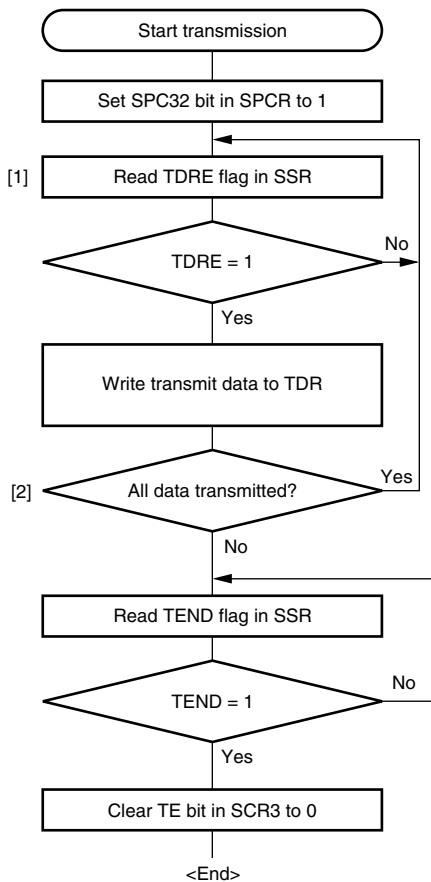 Start transmission
Set SPC32 bit in SPCR to 1
[1]
Read TDRE flag in SSR
No
TDRE = 1
Yes
Write transmit data to TDR
[2]
All data transmitted?
Yes
No
Read TEND flag in SSR
No
TEND = 1
Yes
Clear TE bit in SCR3 to 0
<End>